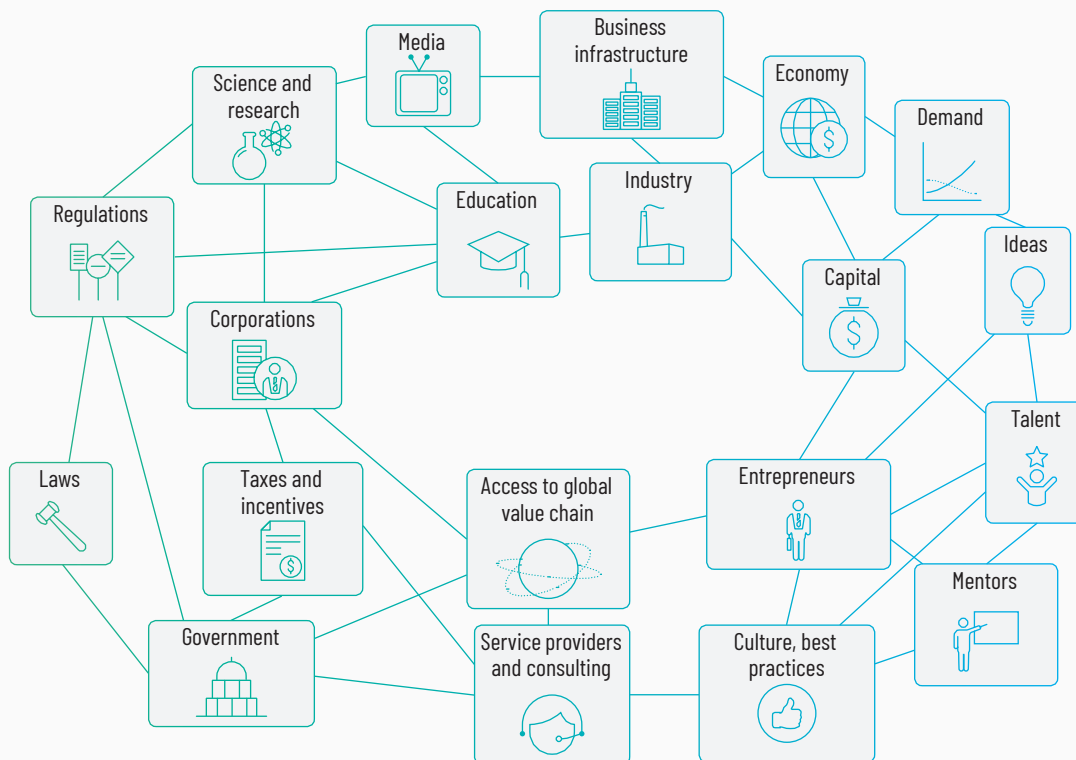 Media
Business
infrastructure
Science and
research
Economy
Demand
Regulations
Education
Industry
Ideas
Capital
Corporations
Talent
Laws
Taxes and
incentives
Access to global
value chain
Entrepreneurs
Mentors
Government
Service providers
and consulting
Culture, best
practices
$
$
$
$